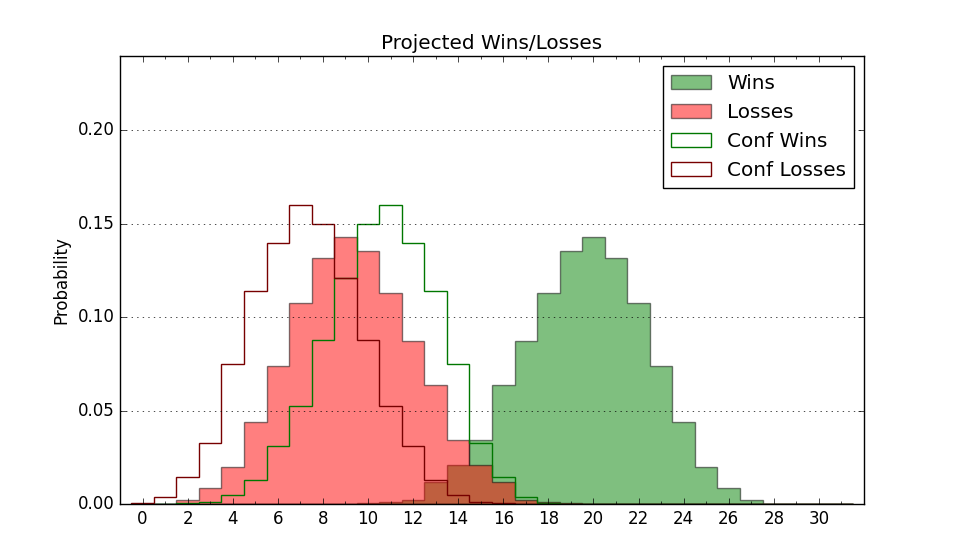 Projected Wins/Losses
Wins
Losses
Conf Wins
Conf Losses
Probability
0.20
0.15
0.10
0.05
0.00
0 2 4 6 8 10 12 14 16 18 20 22 24 26 28 30